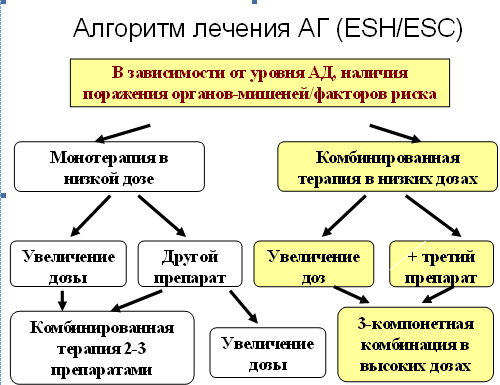 Алгоритм лечения АГ (ESH/ESC)
В зависимости от уровня АД, наличия
поражения органов-мишеней/факторов риска
Монотерапия в
низкой дозе
Комбинированная
терапия в низких дозах
Увеличение
дозы
Другой
препарат
Увеличение
доз
+ третий
препарат
Комбинированная
терапия 2-3
препаратами
Увеличение
дозы
3-компонетная
комбинация в
высоких дозах